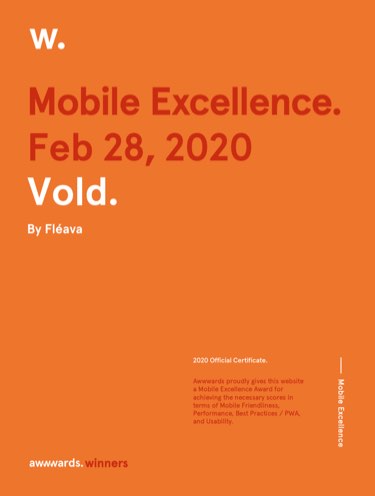 w.
Mobile Excellence.
Feb 28, 2020
Vold.
By Fléava
2020 Official Certificate.
Awwwards proudly gives this website
a Mobile Excellence Award for
achieving the necessary scores in
terms of Mobile Friendliness,
Performance, Best Practices / PWA,
and Usability.
Mobile Excellence
awwwards.winners